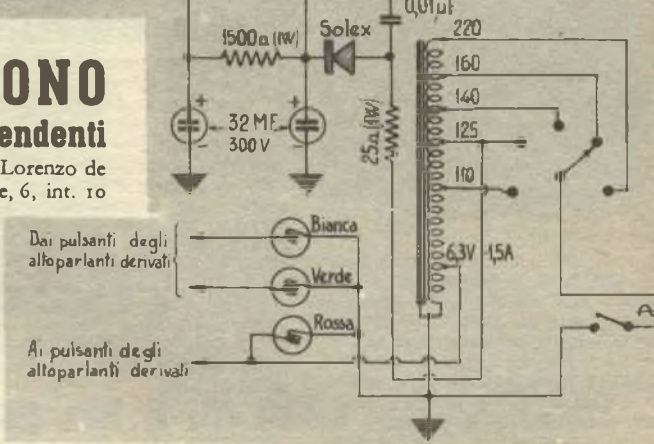 ONO
endenti
Lorenzo de
e, 6, int. 10
0,01μF
Solex
1500Ω (1W)
220
160
140
125
110
+
+
32 MF
300V
-
-
25Ω (1W)
6,3V 1,5A
Bianca
Verde
Rossa
Dai pulsanti degli
altoparlanti derivati
Ai pulsanti degli
altoparlanti derivati